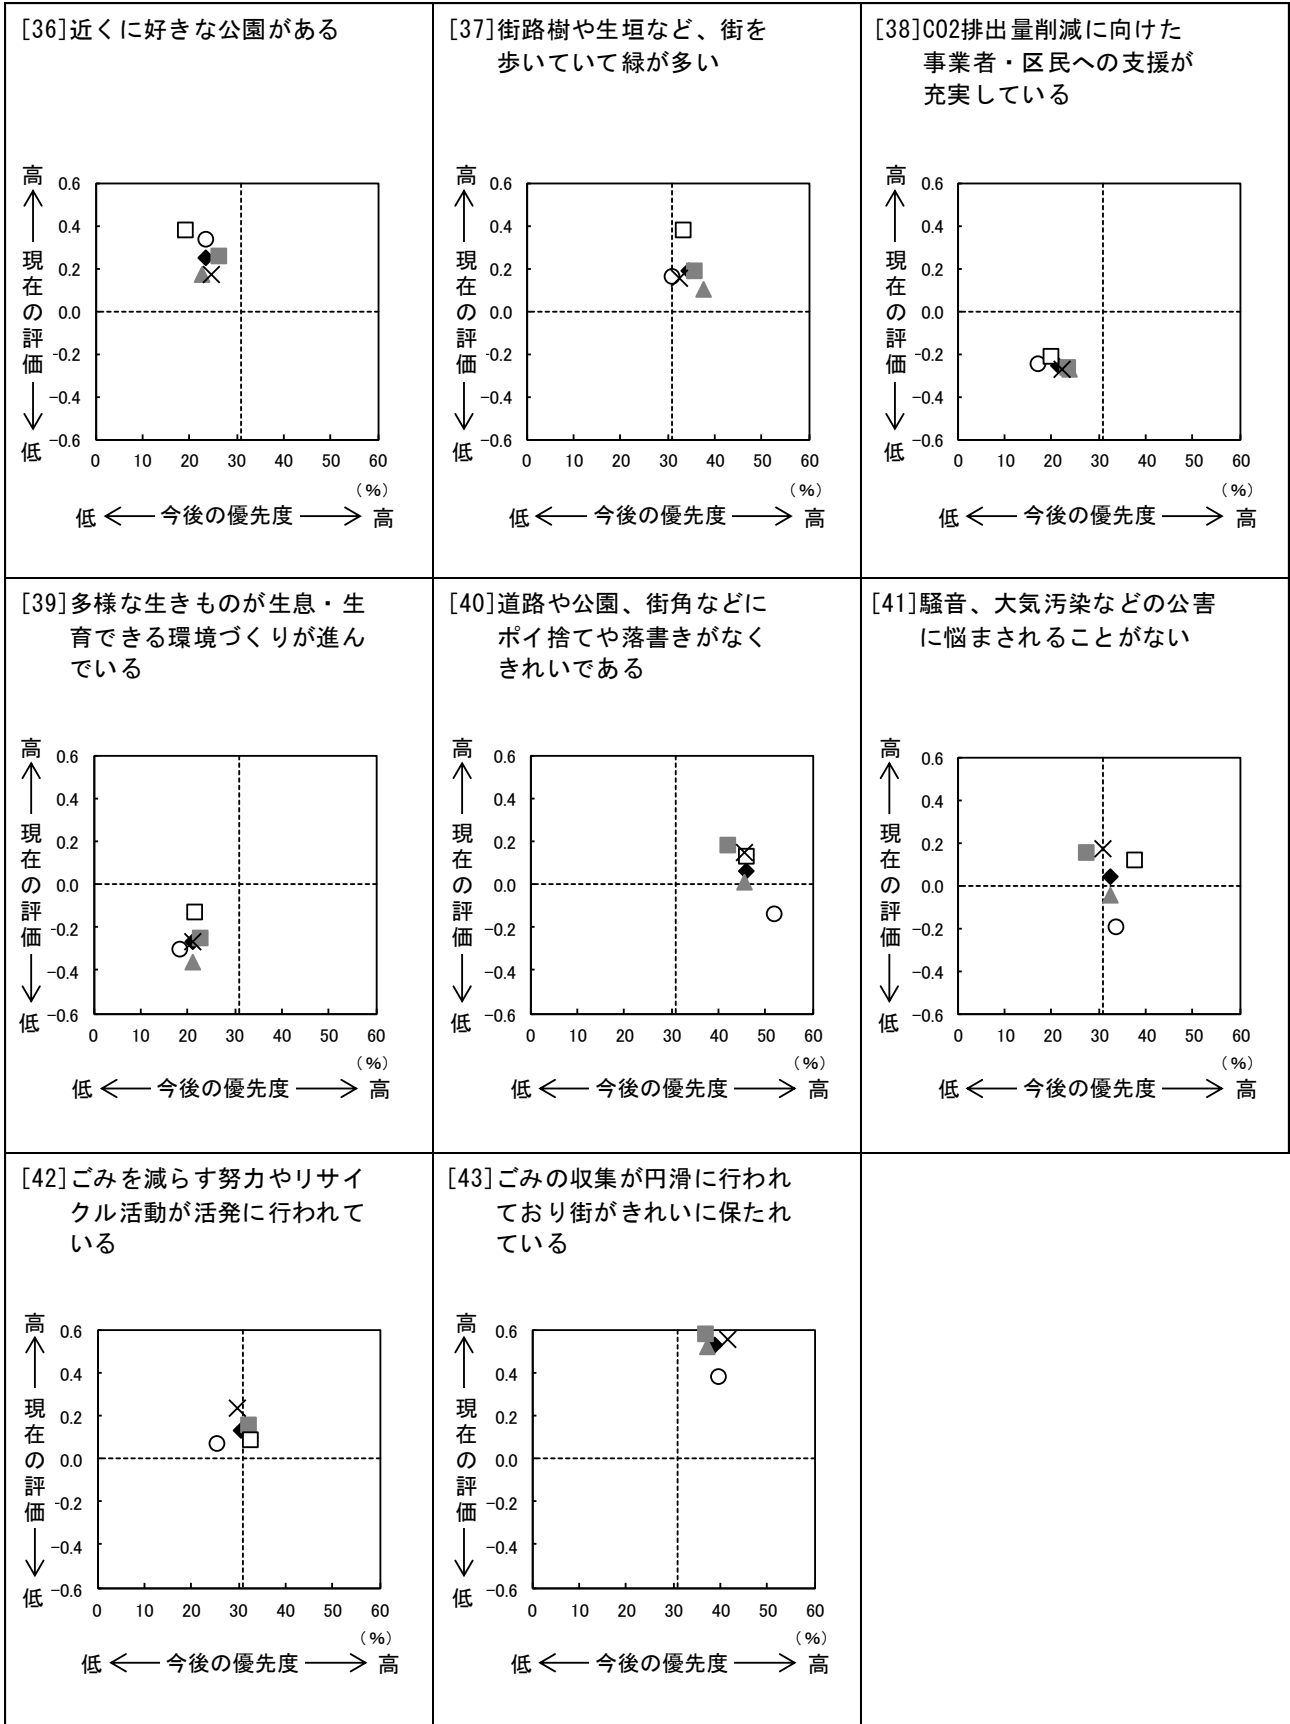 [36]近くに好きな公園がある
高
現在の評価
低
0.6
0.4
0.2
0.0
-0.2
-0.4
-0.6
0 10 20 30 40 50 60
(%)
低 今後の優先度 高
[37]街路樹や生垣など、街を
歩いていて緑が多い
高
現在の評価
低
0.6
0.4
0.2
0.0
-0.2
-0.4
-0.6
0 10 20 30 40 50 60
(%)
低 今後の優先度 高
[38]CO2排出量削減に向けた
事業者・区民への支援が
充実している
高
現在の評価
低
0.6
0.4
0.2
0.0
-0.2
-0.4
-0.6
0 10 20 30 40 50 60
(%)
低 今後の優先度 高
[39]多様な生きものが生息・生
育できる環境づくりが進ん
でいる
高
現在の評価
低
0.6
0.4
0.2
0.0
-0.2
-0.4
-0.6
0 10 20 30 40 50 60
(%)
低 今後の優先度 高
[40]道路や公園、街角などに
ポイ捨てや落書きがなく
きれいである
高
現在の評価
低
0.6
0.4
0.2
0.0
-0.2
-0.4
-0.6
0 10 20 30 40 50 60
(%)
低 今後の優先度 高
[41]騒音、大気汚染などの公害
に悩まされることがない
高
現在の評価
低
0.6
0.4
0.2
0.0
-0.2
-0.4
-0.6
0 10 20 30 40 50 60
(%)
低 今後の優先度 高
[42]ごみを減らす努力やリサイ
クル活動が活発に行われて
いる
高
現在の評価
低
0.6
0.4
0.2
0.0
-0.2
-0.4
-0.6
0 10 20 30 40 50 60
(%)
低 今後の優先度 高
[43]ごみの収集が円滑に行われ
ており街がきれいに保たれ
ている
高
現在の評価
低
0.6
0.4
0.2
0.0
-0.2
-0.4
-0.6
0 10 20 30 40 50 60
(%)
低 今後の優先度 高